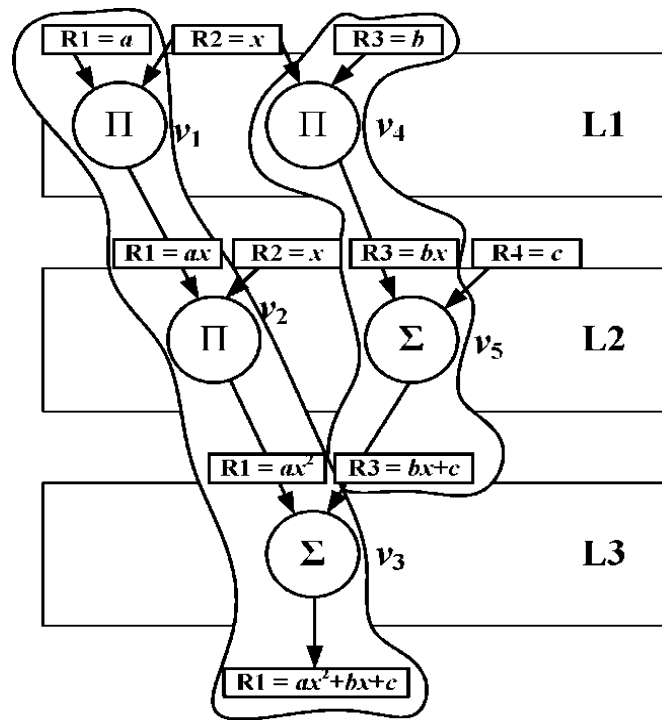 R1 = a R2 = x R3 = b
Π v₁ Π v₄ L1
R1 = ax R2 = x R3 = bx R4 = c
Π v₂ Σ v₅ L2
R1 = ax² R3 = bx+c
Σ v₃ L3
R1 = ax²+bx+c